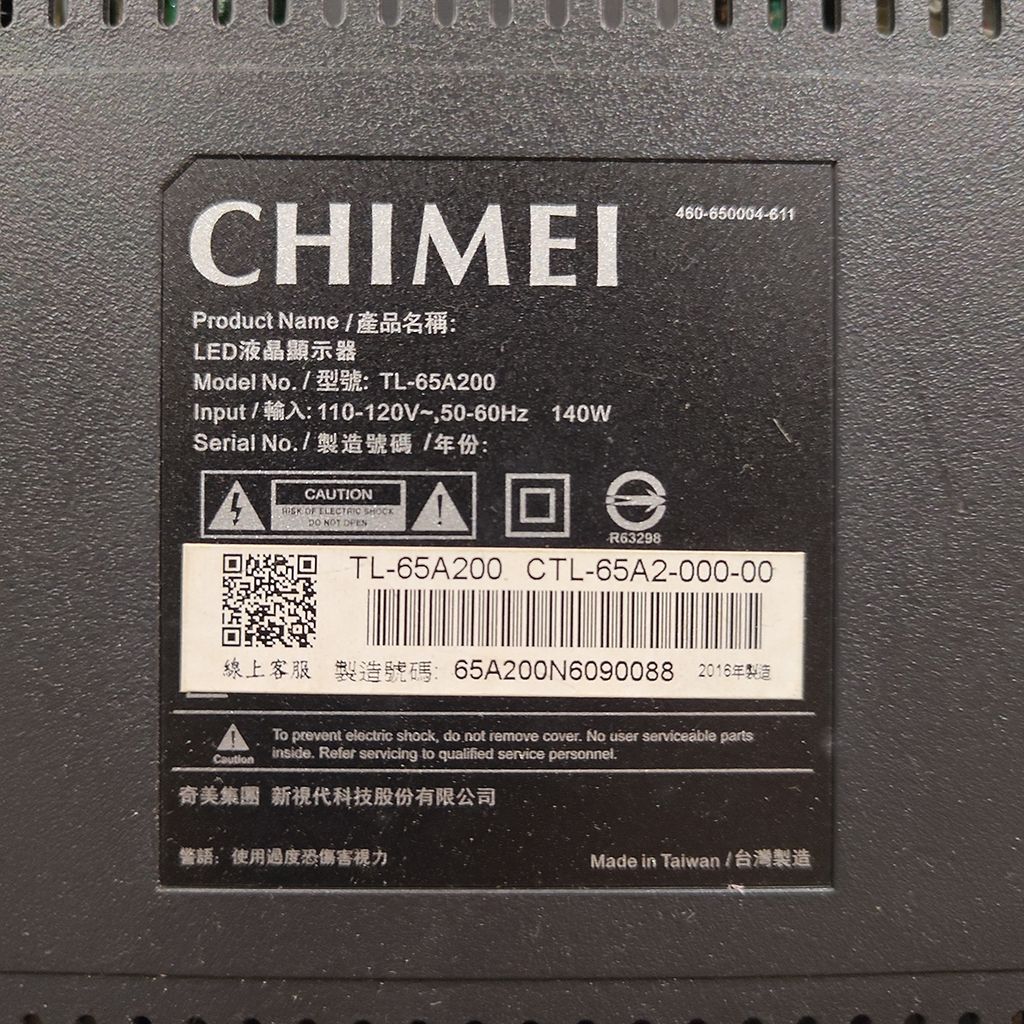 CHIMEI
460-650004-611
Product Name / 產品名稱:
LED液晶顯示器
Model No. / 型號: TL-65A200
Input / 輸入: 110-120V~,50-60Hz 140W
Serial No. / 製造號碼 /年份:
CAUTION
RISK OF ELECTRIC SHOCK
DO NOT OPEN
R63298
TL-65A200 CTL-65A2-000-00
線上客服 製造號碼: 65A200N6090088 2016年製造
Caution
To prevent electric shock, do not remove cover. No user serviceable parts
inside. Refer servicing to qualified service personnel.
奇美集團 新視代科技股份有限公司
警語: 使用過度恐傷害視力
Made in Taiwan / 台灣製造